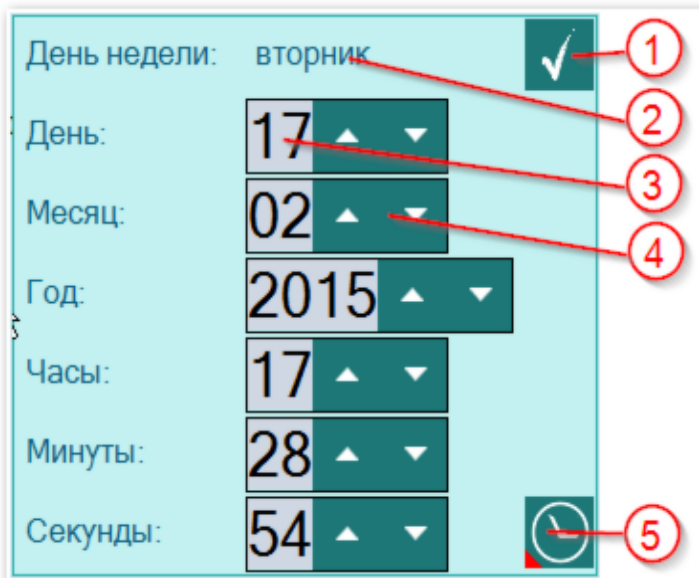 День недели: вторник 1
2
День: 17
3
Месяц: 02
4
Год: 2015
Часы: 17
Минуты: 28
Секунды: 54 5